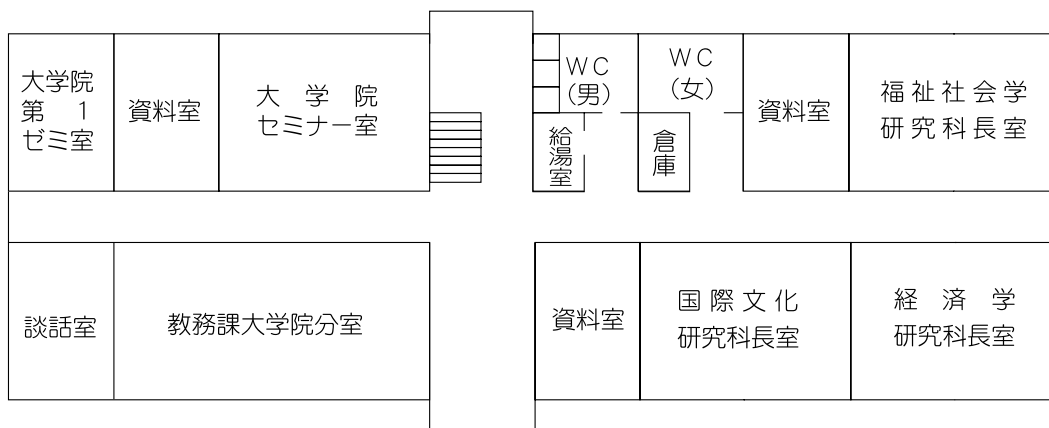 大学院
第1
ゼミ室
資料室
大学院
セミナー室
WC
(男)
WC
(女)
給湯室
倉庫
資料室
福祉社会学
研究科長室
談話室
教務課大学院分室
資料室
国際文化
研究科長室
経済学
研究科長室